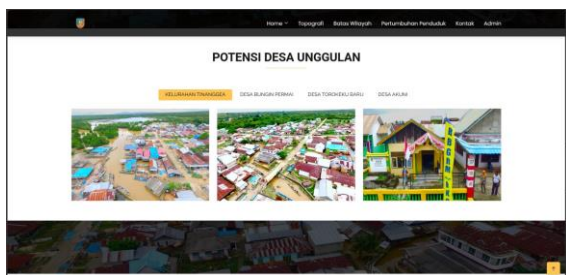 Home Topografi Batas Wilayah Pertumbuhan Penduduk Kontak Admin
POTENSI DESA UNGGULAN
KELURAHAN TINANGGEA DESA BUNGIN PERMAI DESA TOROKEKU BARU DESA AKUNI